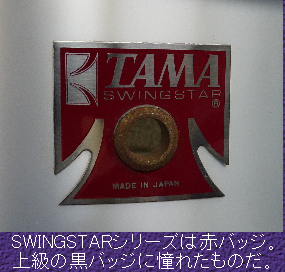 TAMA
SWINGSTAR
®
MADE IN JAPAN
SWINGSTARシリーズは赤バッジ。
上級の黒バッジに憧れたものだ。